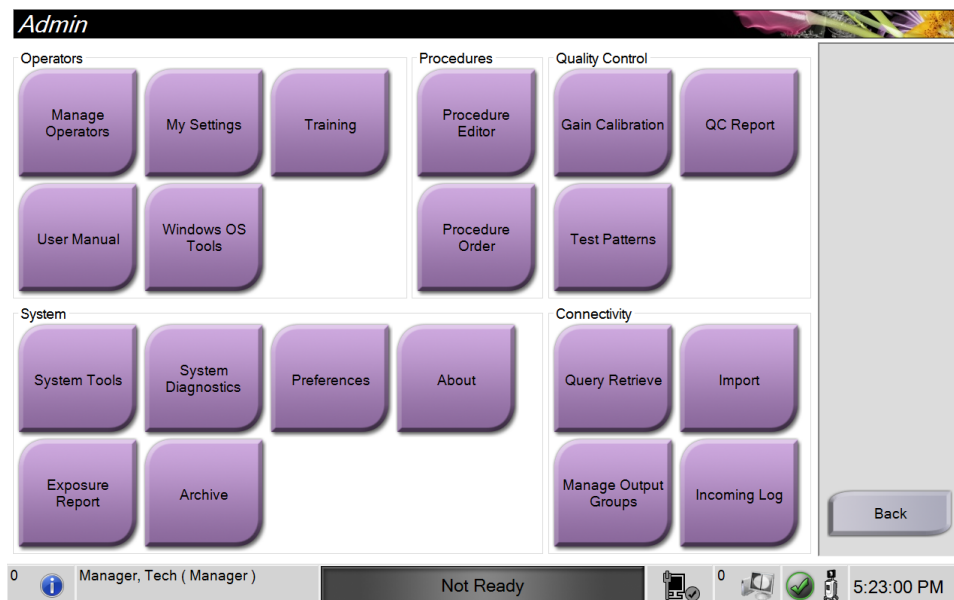 Admin
Operators
Manage
Operators
My Settings
Training
User Manual
Windows OS
Tools
Procedures
Procedure
Editor
Procedure
Order
Quality Control
Gain Calibration
QC Report
Test Patterns
System
System Tools
System
Diagnostics
Preferences
About
Exposure
Report
Archive
Connectivity
Query Retrieve
Import
Manage Output
Groups
Incoming Log
Back
0
Manager, Tech ( Manager )
Not Ready
0
5:23:00 PM